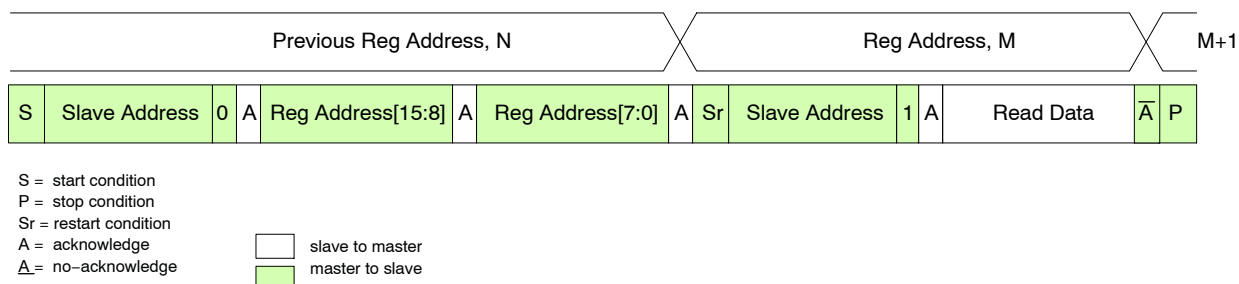 Previous Reg Address, N Reg Address, M M+1
S Slave Address 0 A Reg Address[15:8] A Reg Address[7:0] A Sr Slave Address 1 A Read Data A̅ P
S = start condition
P = stop condition
Sr = restart condition
A = acknowledge
A̲ = no−acknowledge
slave to master
master to slave